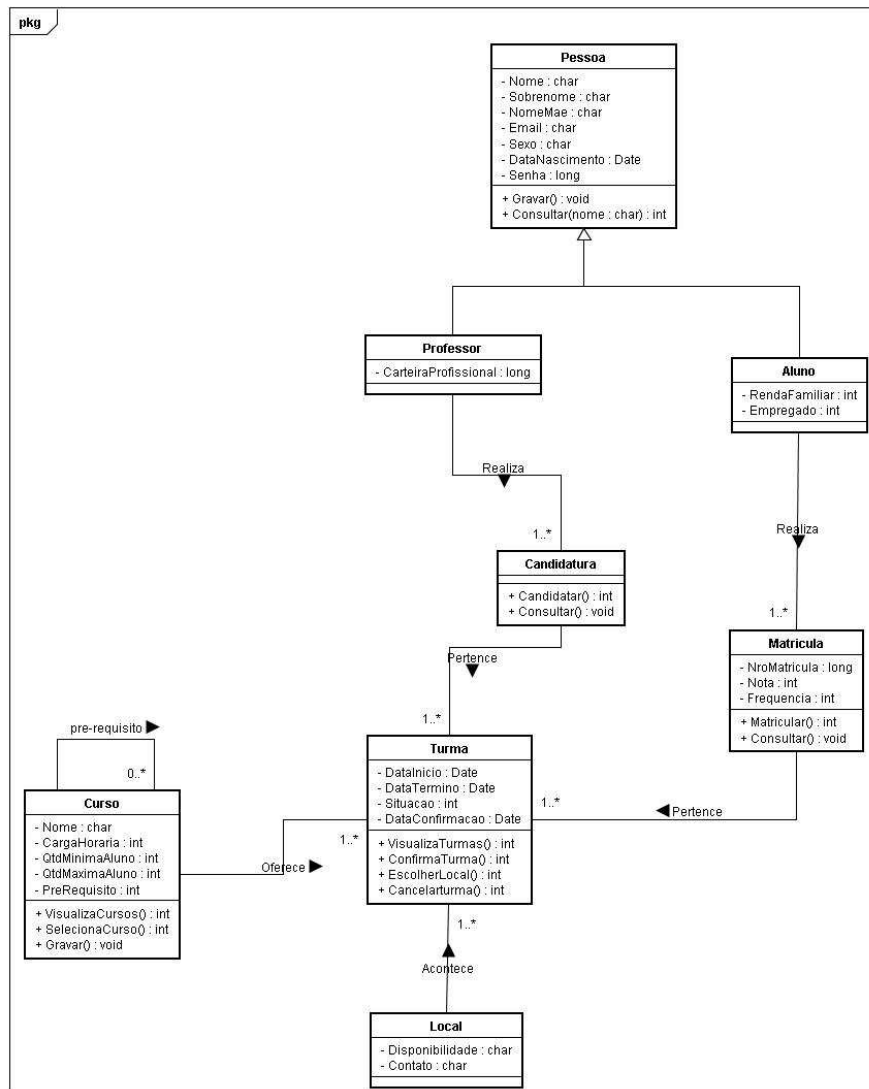 pkg
Pessoa
- Nome : char
- Sobrenome : char
- NomeMae : char
- Email : char
- Sexo : char
- DataNascimento : Date
- Senha : long
+ Gravar() : void
+ Consultar(nome : char) : int
Professor
- CarteiraProfissional : long
Aluno
- RendaFamiliar : int
- Empregado : int
Realiza
1..*
Realiza
1..*
Candidatura
+ Candidatar() : int
+ Consultar() : void
Matricula
- NroMatricula : long
- Nota : int
- Frequencia : int
+ Matricular() : int
+ Consultar() : void
Pertence
1..*
pre-requisito
0..*
Turma
- DataInicio : Date
- DataTermino : Date
- Situacao : int
- DataConfirmacao : Date
+ VisualizaTurmas() : int
+ ConfirmaTurma() : int
+ EscolherLocal() : int
+ Cancelarturma() : int
1..*
Pertence
Curso
- Nome : char
- CargaHoraria : int
- QtdMinimaAluno : int
- QtdMaximaAluno : int
- PreRequisito : int
+ VisualizaCursos() : int
+ SelecionaCurso() : int
+ Gravar() : void
1..*
Oferece
1..*
Acontece
Local
- Disponibilidade : char
- Contato : char